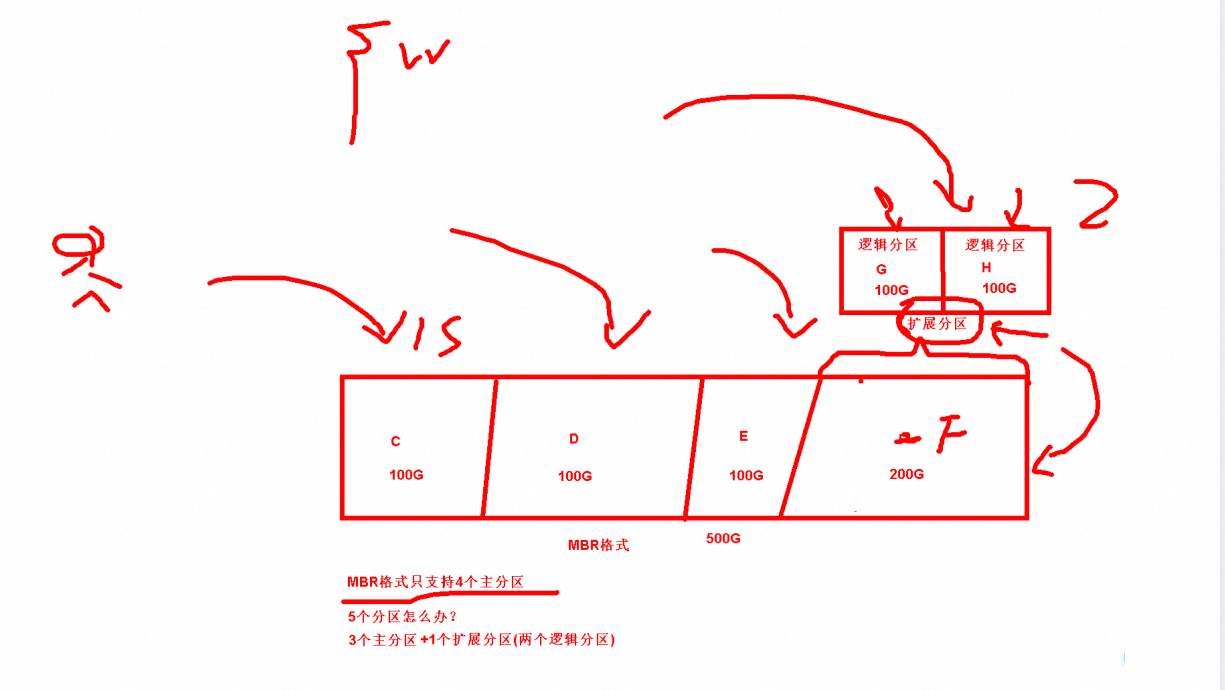 2
逻辑分区 逻辑分区
G H
100G 100G
扩展分区
15
C D E F
100G 100G 100G 200G
MBR格式 500G
MBR格式只支持4个主分区
5个分区怎么办?
3个主分区+1个扩展分区(两个逻辑分区)